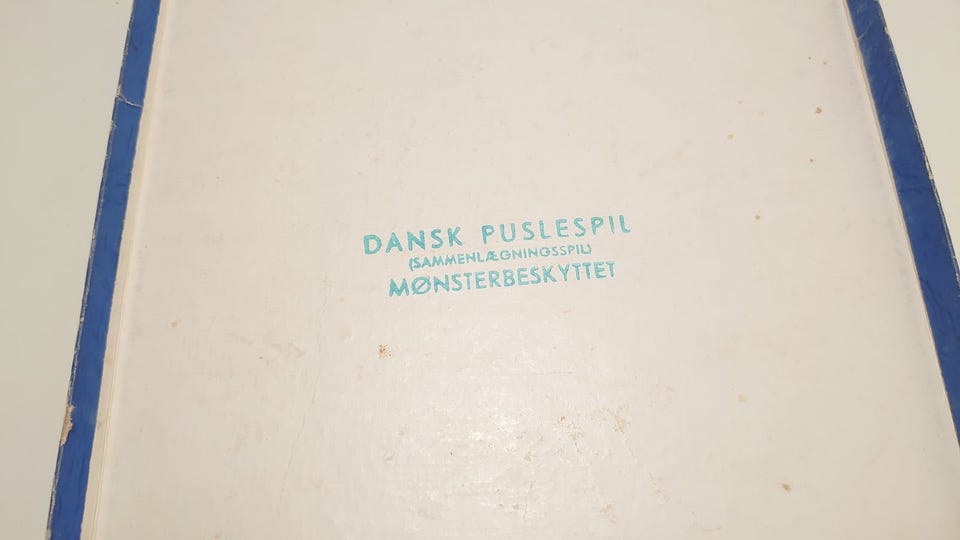 DANSK PUSLESPIL
(SAMMENLÆGNINGSSPIL)
MØNSTERBESKYTTET